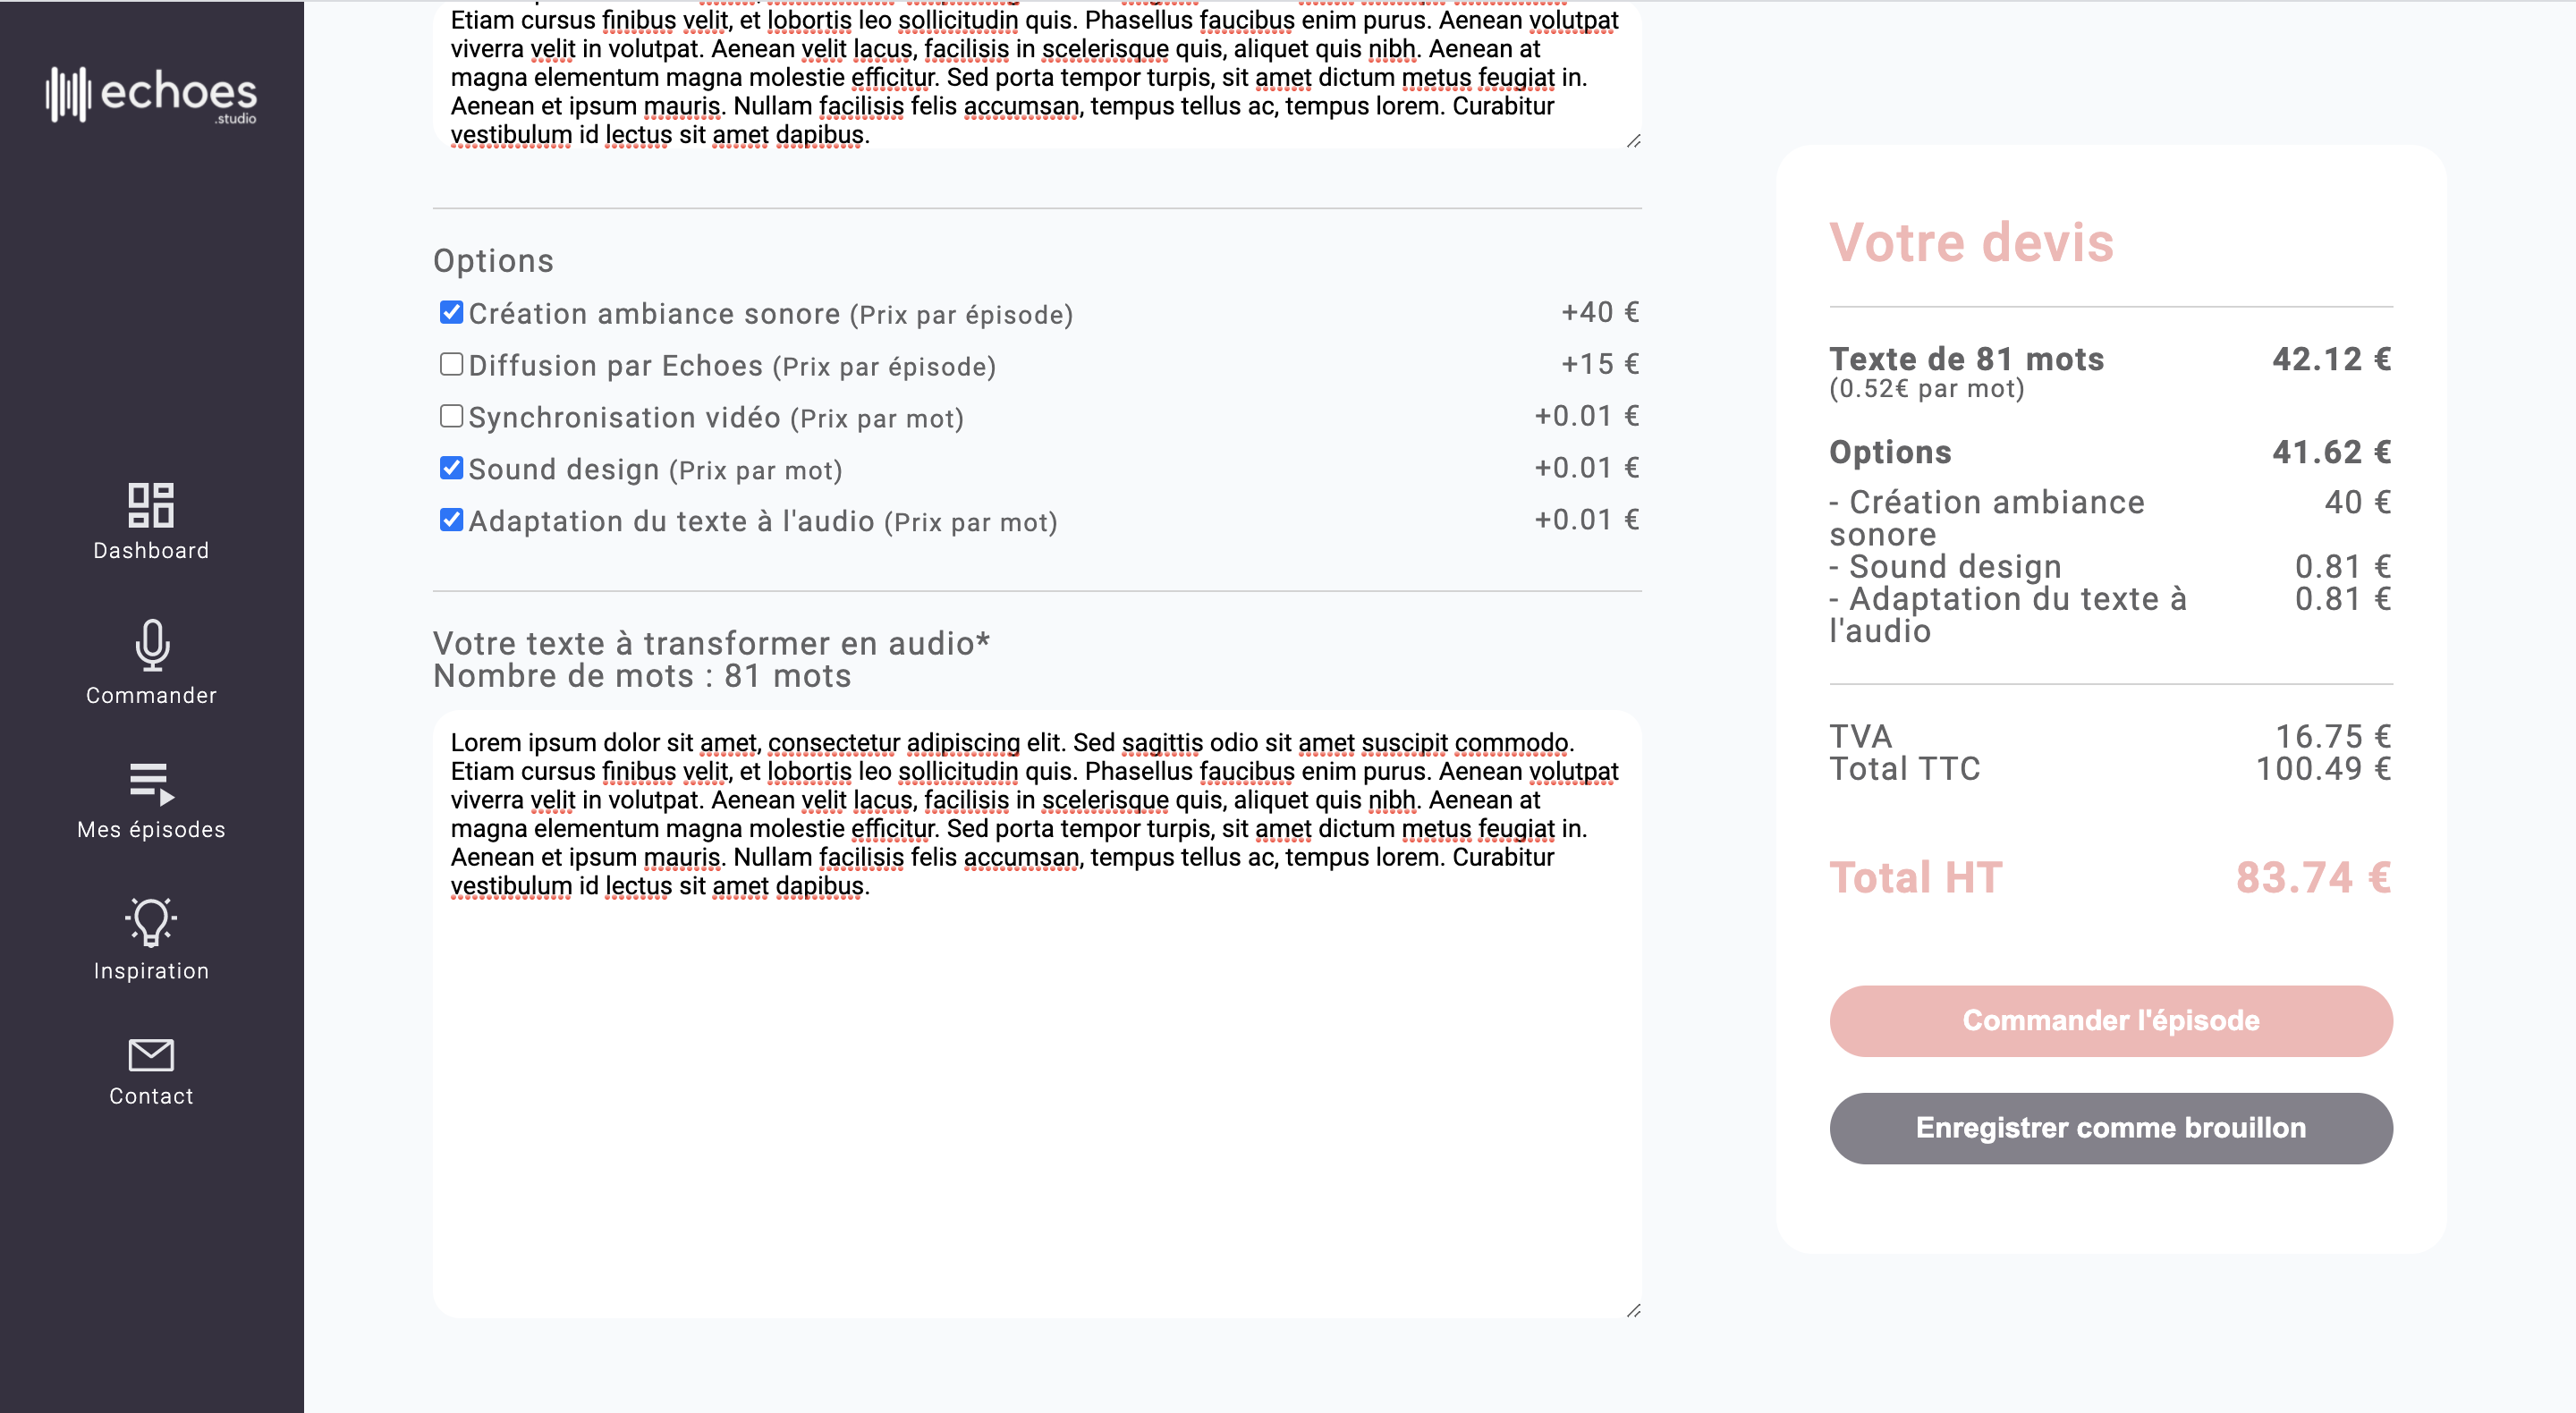 echoes
.studio
Dashboard
Commander
Mes épisodes
Inspiration
Contact
Etiam cursus finibus velit, et lobortis leo sollicitudin quis. Phasellus faucibus enim purus. Aenean volutpat
viverra velit in volutpat. Aenean velit lacus, facilisis in scelerisque quis, aliquet quis nibh. Aenean at
magna elementum magna molestie efficitur. Sed porta tempor turpis, sit amet dictum metus feugiat in.
Aenean et ipsum mauris. Nullam facilisis felis accumsan, tempus tellus ac, tempus lorem. Curabitur
vestibulum id lectus sit amet dapibus.
Options
Création ambiance sonore (Prix par épisode) +40 €
Diffusion par Echoes (Prix par épisode) +15 €
Synchronisation vidéo (Prix par mot) +0.01 €
Sound design (Prix par mot) +0.01 €
Adaptation du texte à l'audio (Prix par mot) +0.01 €
Votre texte à transformer en audio*
Nombre de mots : 81 mots
Lorem ipsum dolor sit amet, consectetur adipiscing elit. Sed sagittis odio sit amet suscipit commodo.
Etiam cursus finibus velit, et lobortis leo sollicitudin quis. Phasellus faucibus enim purus. Aenean volutpat
viverra velit in volutpat. Aenean velit lacus, facilisis in scelerisque quis, aliquet quis nibh. Aenean at
magna elementum magna molestie efficitur. Sed porta tempor turpis, sit amet dictum metus feugiat in.
Aenean et ipsum mauris. Nullam facilisis felis accumsan, tempus tellus ac, tempus lorem. Curabitur
vestibulum id lectus sit amet dapibus.
Votre devis
Texte de 81 mots 42.12 €
(0.52€ par mot)
Options 41.62 €
- Création ambiance 40 €
sonore
- Sound design 0.81 €
- Adaptation du texte à 0.81 €
l'audio
TVA 16.75 €
Total TTC 100.49 €
Total HT 83.74 €
Commander l'épisode
Enregistrer comme brouillon